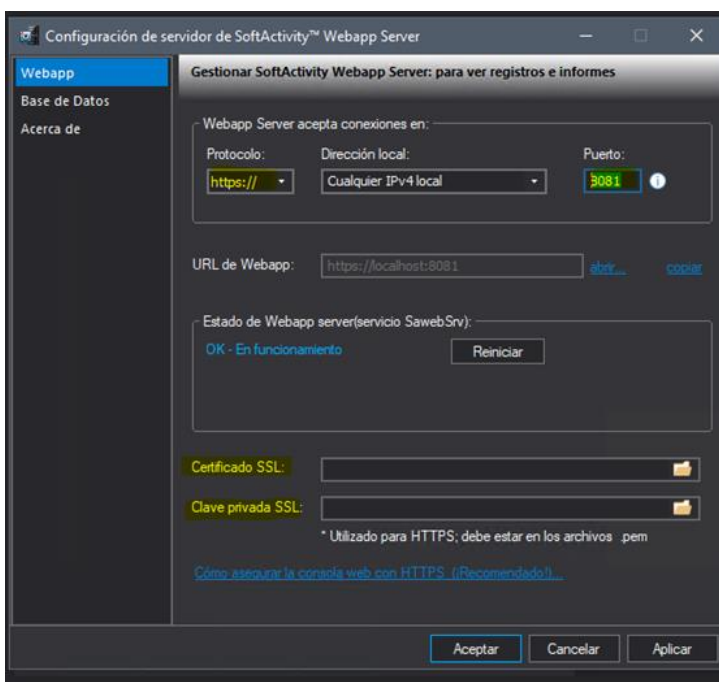 Configuración de servidor de SoftActivity™ Webapp Server
Webapp
Base de Datos
Acerca de
Gestionar SoftActivity Webapp Server: para ver registros e informes
Webapp Server acepta conexiones en:
Protocolo: Dirección local: Puerto:
https:// Cualquier IPv4 local 8081
URL de Webapp: https://localhost:8081 abrir... copiar
Estado de Webapp server(servicio SawebSrv):
OK - En funcionamiento Reiniciar
Certificado SSL:
Clave privada SSL:
* Utilizado para HTTPS; debe estar en los archivos .pem
Cómo asegurar la consola web con HTTPS (¡Recomendado!)...
Aceptar Cancelar Aplicar